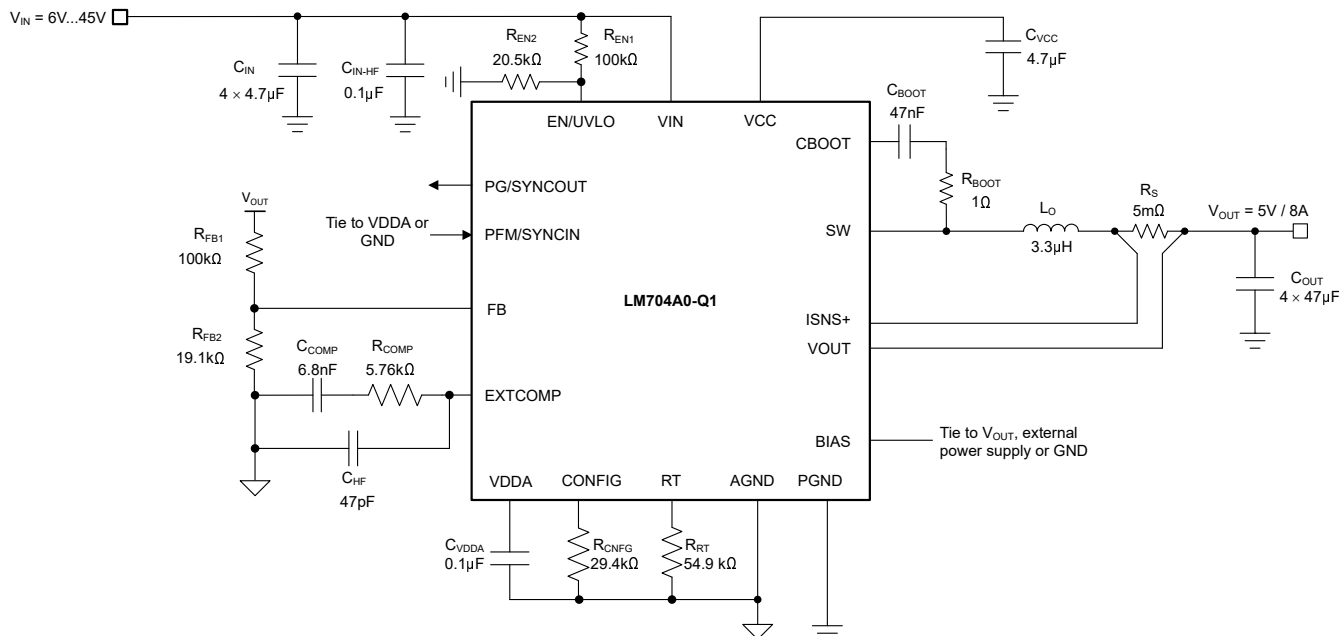 V_IN = 6V...45V
R_EN2
20.5kΩ
R_EN1
100kΩ
C_VCC
4.7µF
C_IN
4 × 4.7µF
C_IN-HF
0.1µF
C_BOOT
47nF
EN/UVLO
VIN
VCC
CBOOT
PG/SYNCOUT
R_BOOT
1Ω
V_OUT
Tie to VDDA or
GND
PFM/SYNCIN
SW
L_O
3.3µH
R_S
5mΩ
V_OUT = 5V / 8A
R_FB1
100kΩ
C_OUT
4 × 47µF
LM704A0-Q1
FB
ISNS+
R_FB2
19.1kΩ
VOUT
C_COMP
6.8nF
R_COMP
5.76kΩ
EXTCOMP
BIAS
Tie to V_OUT, external
power supply or GND
C_HF
47pF
VDDA
CONFIG
RT
AGND
PGND
C_VDDA
0.1µF
R_CNFG
29.4kΩ
R_RT
54.9 kΩ